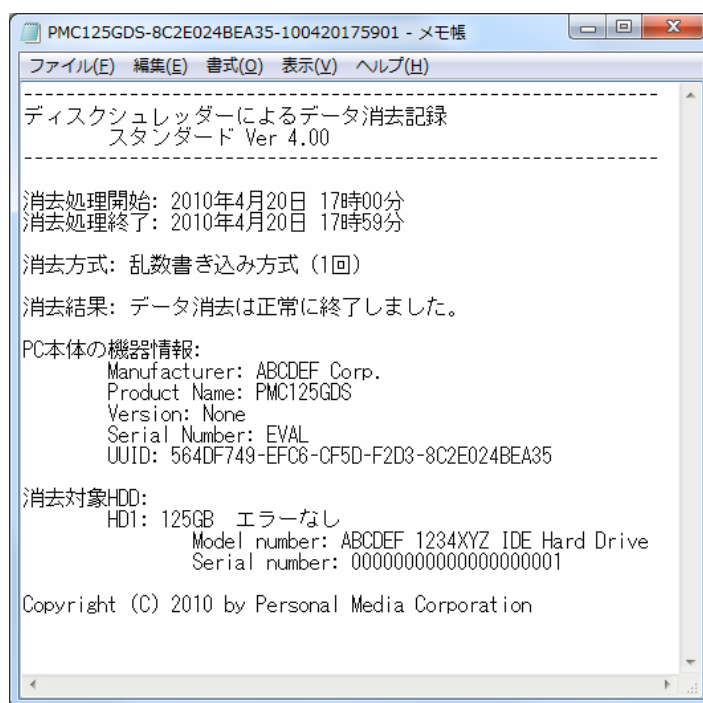 PMC125GDS-8C2E024BEA35-100420175901 - メモ帳
ファイル(F) 編集(E) 書式(O) 表示(V) ヘルプ(H)
------------------------------------------------------------
ディスクシュレッダーによるデータ消去記録
スタンダード Ver 4.00
------------------------------------------------------------
消去処理開始: 2010年4月20日 17時00分
消去処理終了: 2010年4月20日 17時59分
消去方式: 乱数書き込み方式 (1回)
消去結果: データ消去は正常に終了しました。
PC本体の機器情報:
Manufacturer: ABCDEF Corp.
Product Name: PMC125GDS
Version: None
Serial Number: EVAL
UUID: 564DF749-EFC6-CF5D-F2D3-8C2E024BEA35
消去対象HDD:
HD1: 125GB エラーなし
Model number: ABCDEF 1234XYZ IDE Hard Drive
Serial number: 00000000000000000001
Copyright (C) 2010 by Personal Media Corporation